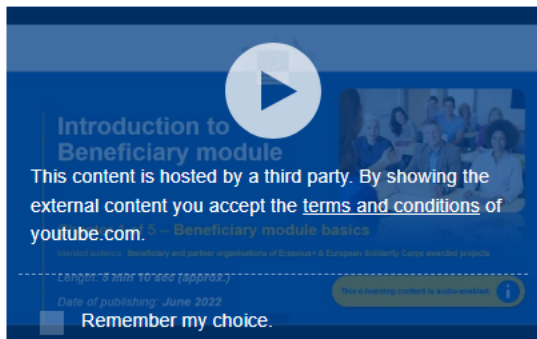 Introduction to
Beneficiary module
This content is hosted by a third party. By showing the
external content you accept the terms and conditions of
youtube.com.
5 – Beneficiary module basics
Intended audience : Beneficiary and partner organisations of Erasmus+ & European Solidarity Corps awarded projects
Length: 5 min 10 sec (approx.)
This e-learning content is audio-enabled
Date of publishing: June 2022
Remember my choice.